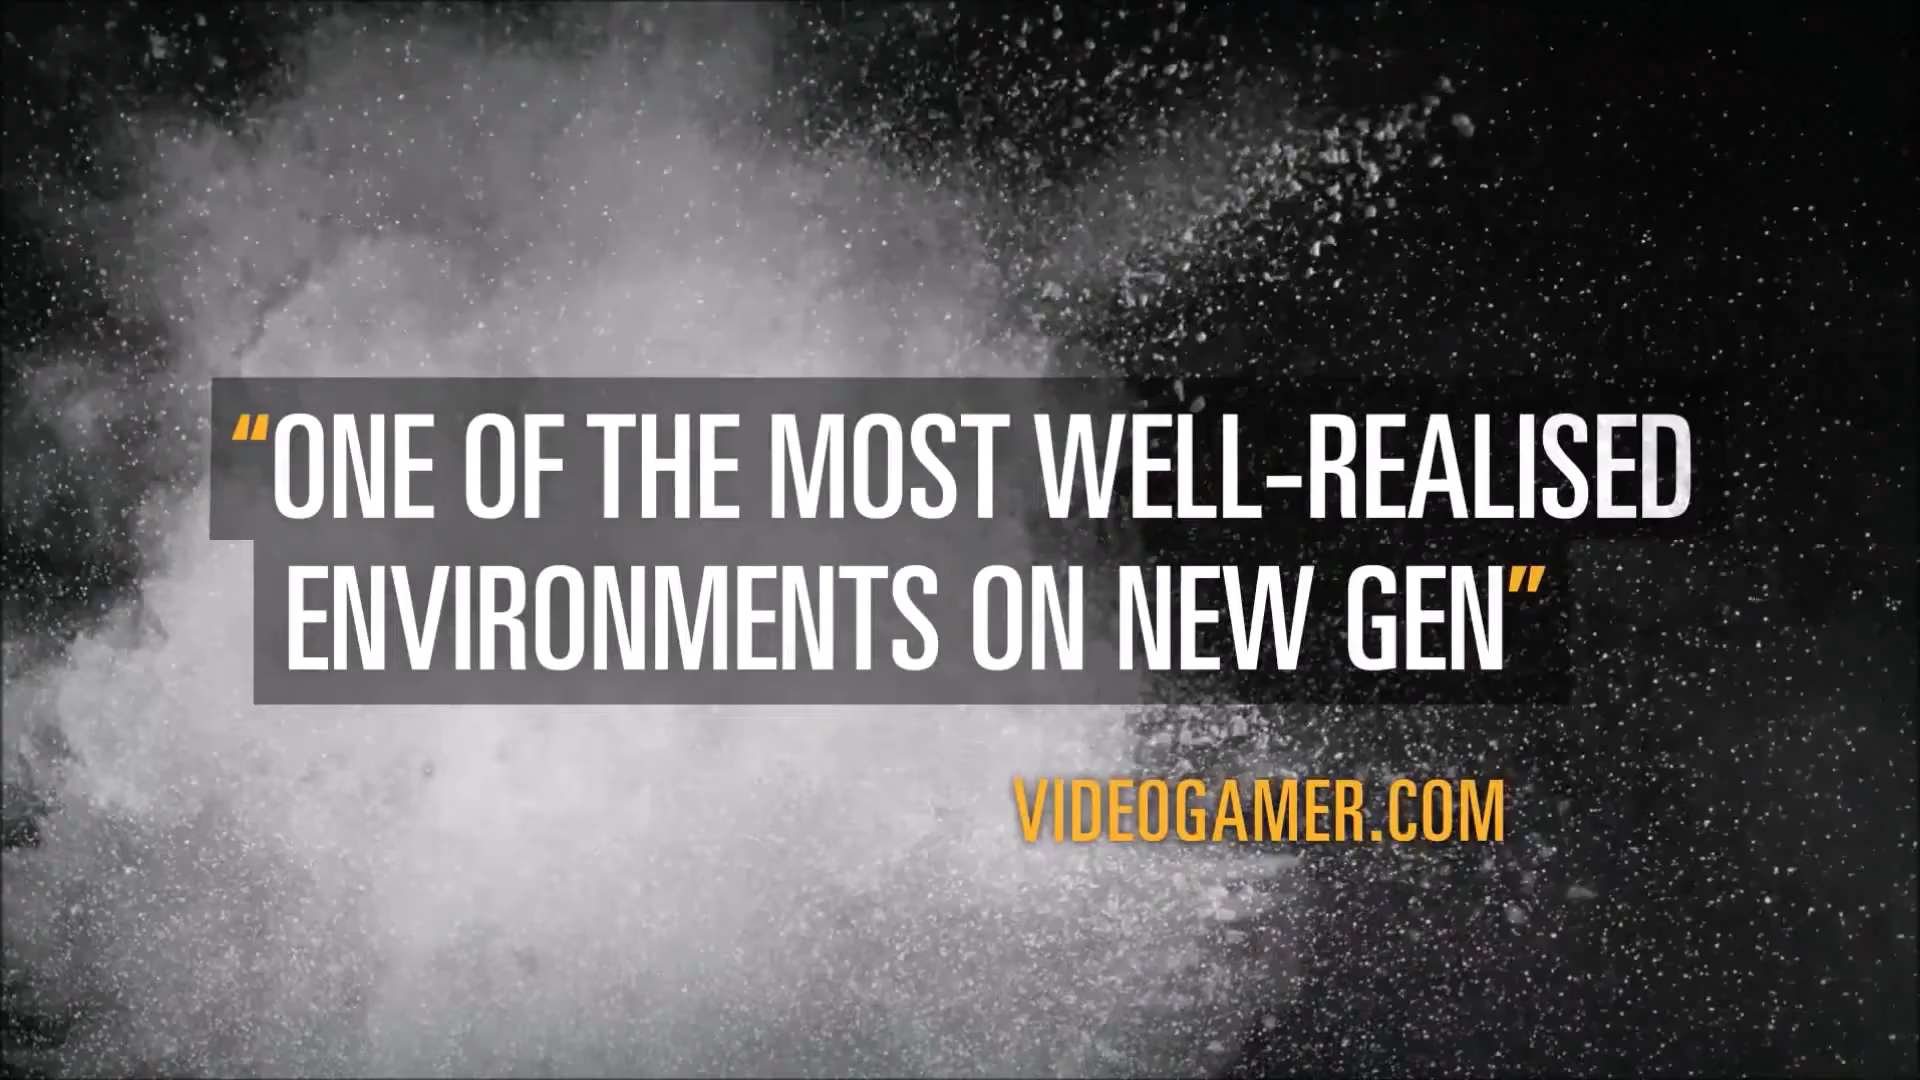 “ONE OF THE MOST WELL-REALISED
ENVIRONMENTS ON NEW GEN”
VIDEOGAMER.COM